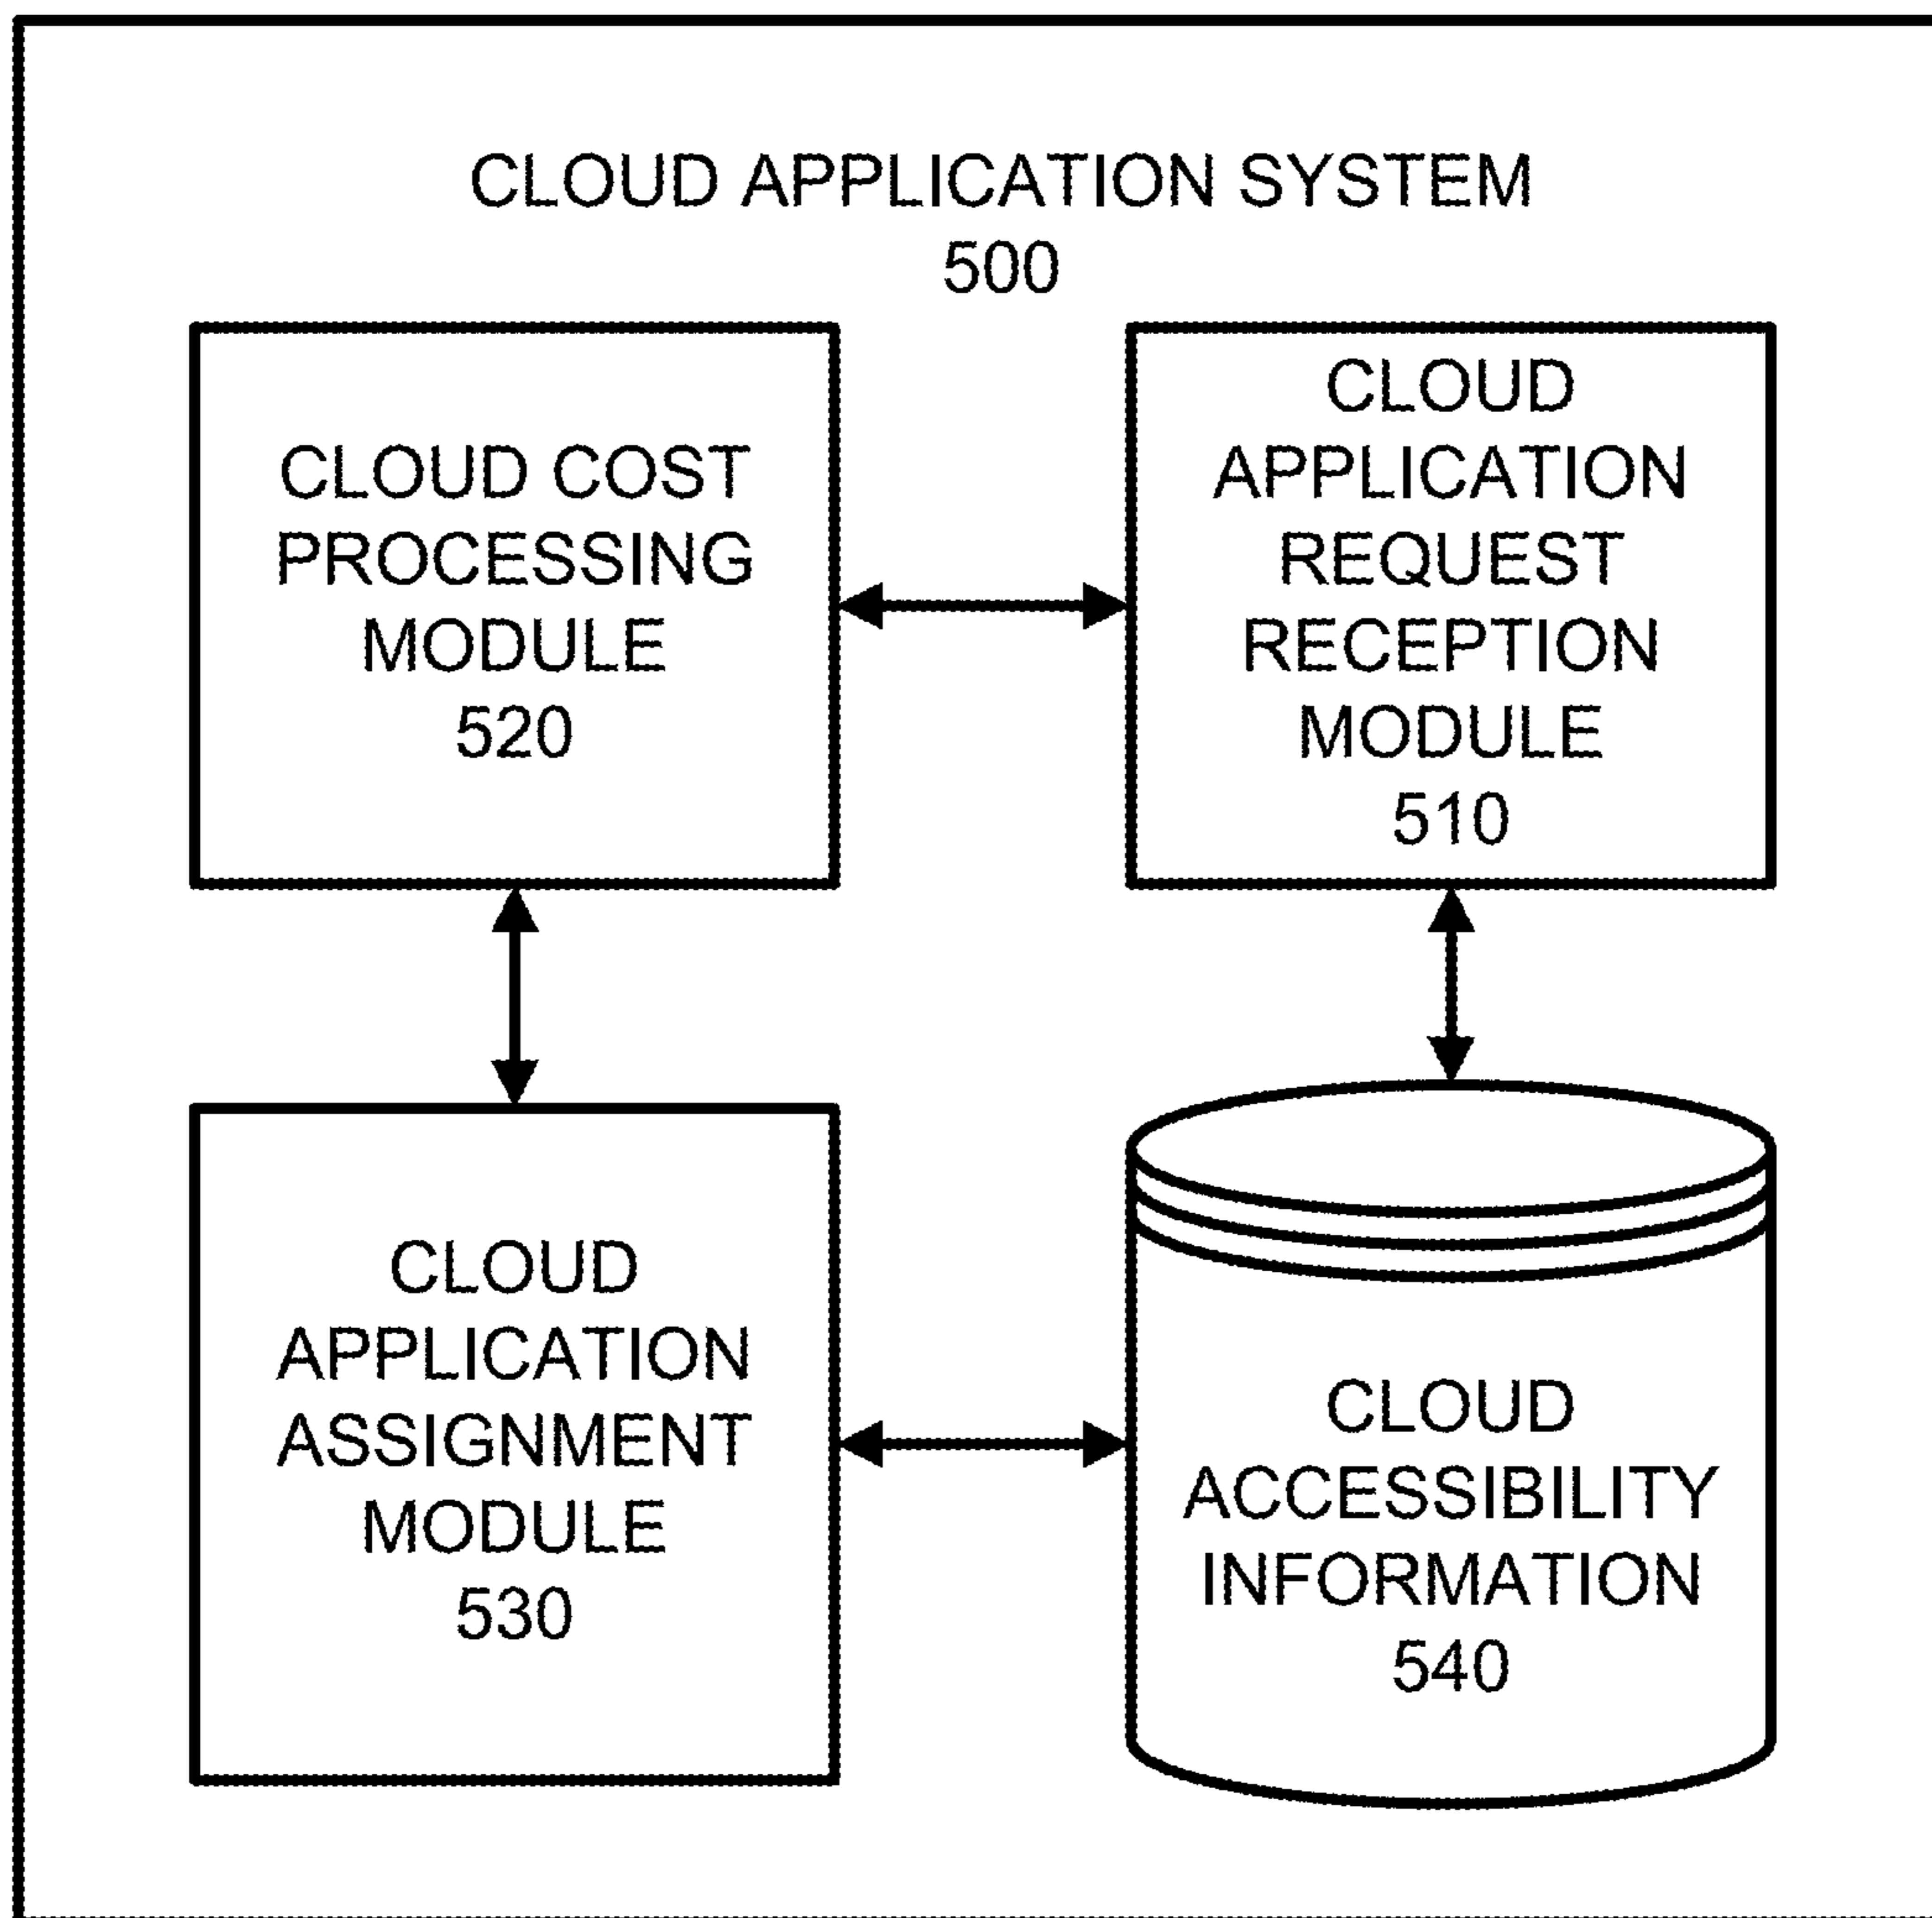 CLOUD APPLICATION SYSTEM
500
CLOUD COST
PROCESSING
MODULE
520
CLOUD
APPLICATION
REQUEST
RECEPTION
MODULE
510
CLOUD
APPLICATION
ASSIGNMENT
MODULE
530
CLOUD
ACCESSIBILITY
INFORMATION
540